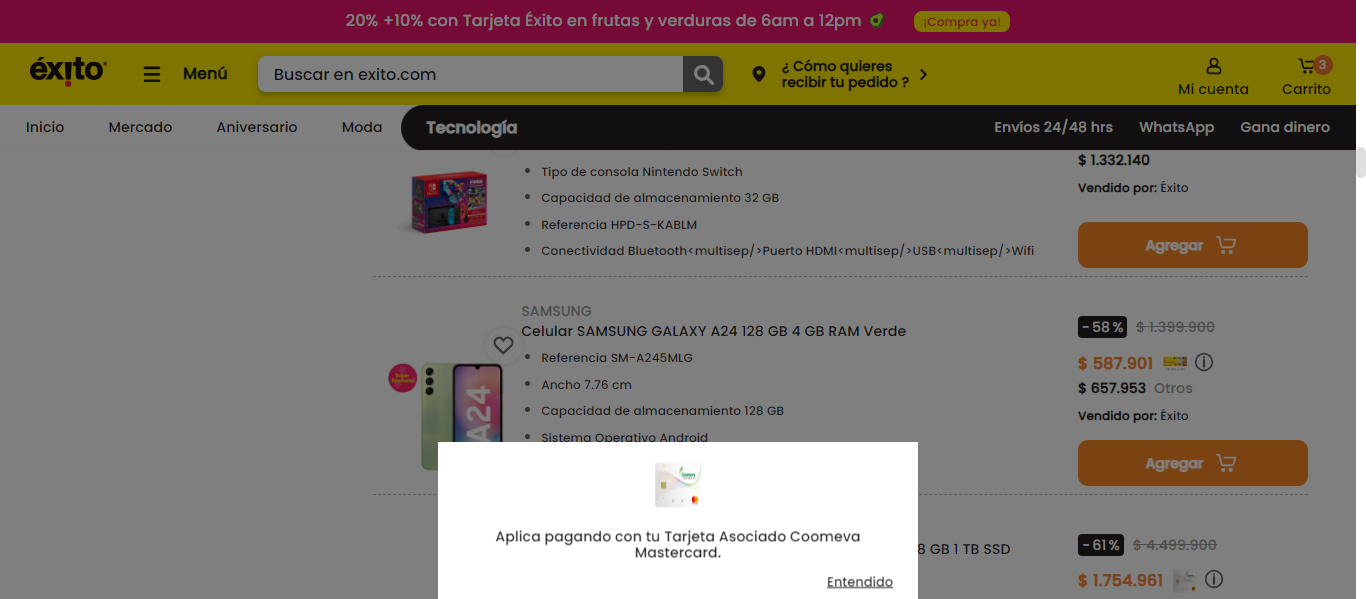 20% +10% con Tarjeta Éxito en frutas y verduras de 6am a 12pm
¡Compra ya!
éxito
Menú
Buscar en exito.com
¿ Cómo quieres
recibir tu pedido ?
Mi cuenta
3
Carrito
Inicio
Mercado
Aniversario
Moda
Tecnología
Envíos 24/48 hrs
WhatsApp
Gana dinero
Tipo de consola Nintendo Switch
Capacidad de almacenamiento 32 GB
Referencia HPD-S-KABLM
Conectividad Bluetooth<multisep/>Puerto HDMI<multisep/>USB<multisep/>Wifi
$ 1.332.140
Vendido por: Éxito
Agregar
SAMSUNG
Celular SAMSUNG GALAXY A24 128 GB 4 GB RAM Verde
Referencia SM-A245MLG
Ancho 7.76 cm
Capacidad de almacenamiento 128 GB
Sistema Operativo Android
A24
- 58 % $ 1.399.900
$ 587.901
$ 657.953 Otros
Vendido por: Éxito
Agregar
8 GB 1 TB SSD
- 61 % $ 4.499.900
$ 1.754.961
Aplica pagando con tu Tarjeta Asociado Coomeva
Mastercard.
Entendido